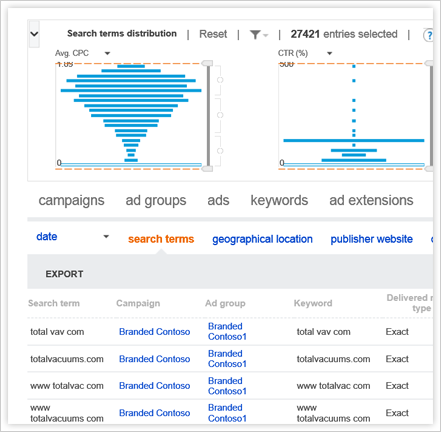 Search terms distribution | Reset | | 27421 entries selected | ?
Avg. CPC CTR (%)
1.05 500
0 0
campaigns ad groups ads keywords ad extensions
date search terms geographical location publisher website
EXPORT
Search term Campaign Ad group Keyword Delivered
type
total vav com Branded Contoso Branded Contoso1 total vav com Exact
totalvacuums.com Branded Contoso Branded Contoso1 totalvacuums.com Exact
www totalvac com Branded Contoso Branded Contoso1 www totalvac com Exact
www totalvacuums com Branded Contoso Branded Contoso1 www totalvacuums.com Exact